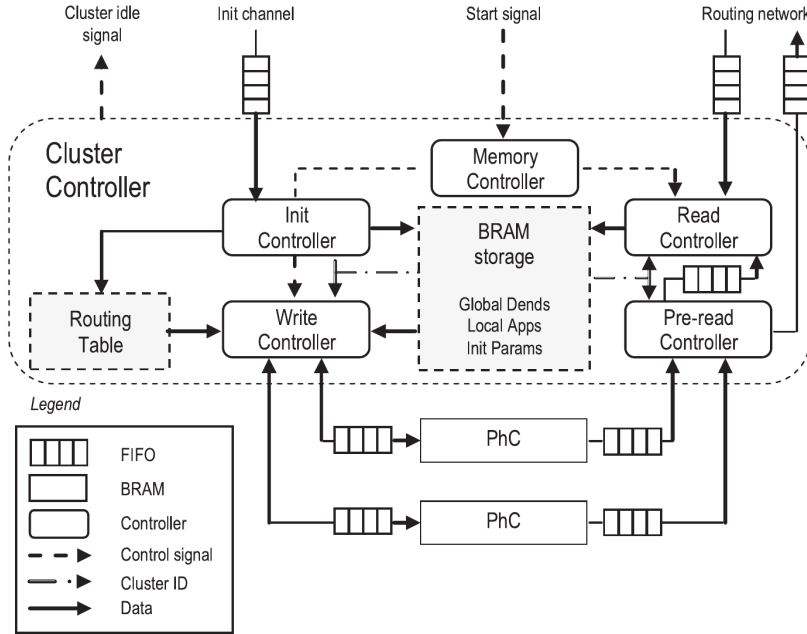 Cluster idle
signal
Init channel
Start signal
Routing network
Cluster
Controller
Memory
Controller
Init
Controller
BRAM
storage
Read
Controller
Global Dends
Local Apps
Init Params
Routing
Table
Write
Controller
Pre-read
Controller
Legend
FIFO
BRAM
Controller
Control signal
Cluster ID
Data
PhC
PhC